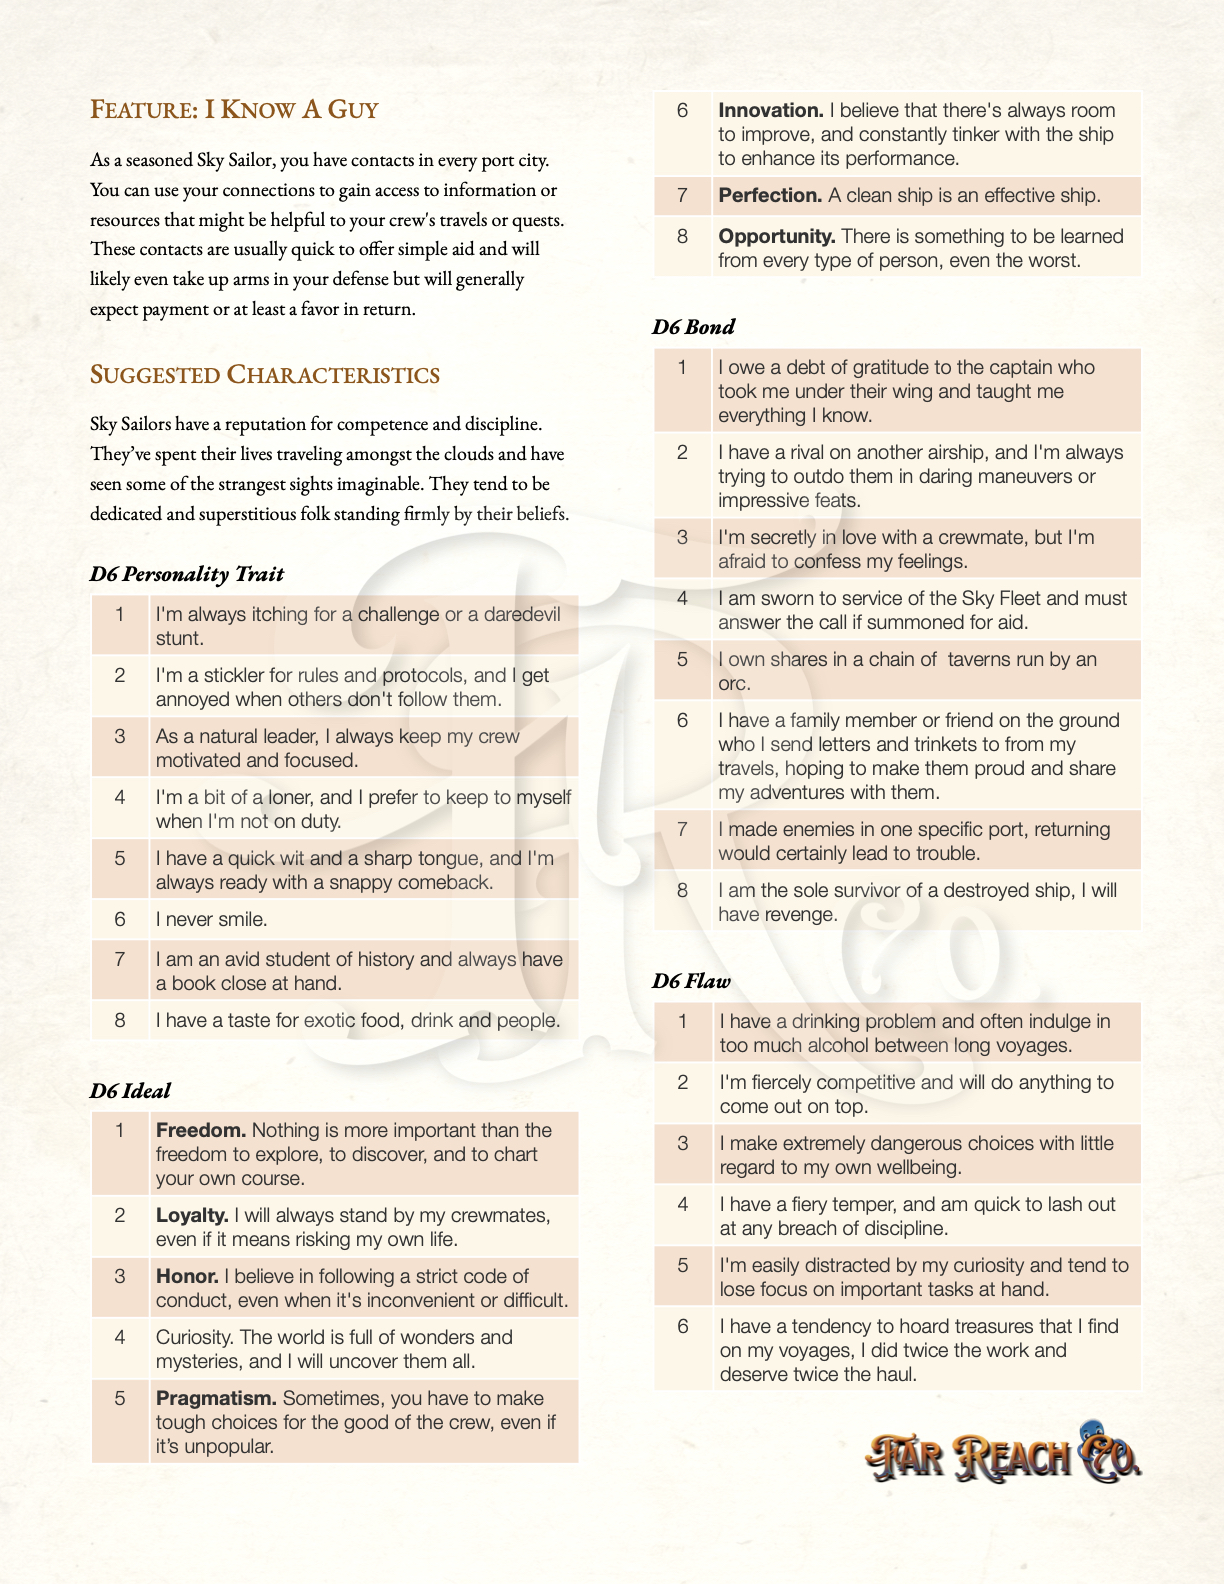 FEATURE: I KNOW A GUY
As a seasoned Sky Sailor, you have contacts in every port city.
You can use your connections to gain access to information or
resources that might be helpful to your crew's travels or quests.
These contacts are usually quick to offer simple aid and will
likely even take up arms in your defense but will generally
expect payment or at least a favor in return.
SUGGESTED CHARACTERISTICS
Sky Sailors have a reputation for competence and discipline.
They’ve spent their lives traveling amongst the clouds and have
seen some of the strangest sights imaginable. They tend to be
dedicated and superstitious folk standing firmly by their beliefs.
D6 Personality Trait
1 I'm always itching for a challenge or a daredevil
stunt.
2 I'm a stickler for rules and protocols, and I get
annoyed when others don't follow them.
3 As a natural leader, I always keep my crew
motivated and focused.
4 I'm a bit of a loner, and I prefer to keep to myself
when I'm not on duty.
5 I have a quick wit and a sharp tongue, and I'm
always ready with a snappy comeback.
6 I never smile.
7 I am an avid student of history and always have
a book close at hand.
8 I have a taste for exotic food, drink and people.
D6 Ideal
1 Freedom. Nothing is more important than the
freedom to explore, to discover, and to chart
your own course.
2 Loyalty. I will always stand by my crewmates,
even if it means risking my own life.
3 Honor. I believe in following a strict code of
conduct, even when it's inconvenient or difficult.
4 Curiosity. The world is full of wonders and
mysteries, and I will uncover them all.
5 Pragmatism. Sometimes, you have to make
tough choices for the good of the crew, even if
it’s unpopular.
6 Innovation. I believe that there's always room
to improve, and constantly tinker with the ship
to enhance its performance.
7 Perfection. A clean ship is an effective ship.
8 Opportunity. There is something to be learned
from every type of person, even the worst.
D6 Bond
1 I owe a debt of gratitude to the captain who
took me under their wing and taught me
everything I know.
2 I have a rival on another airship, and I'm always
trying to outdo them in daring maneuvers or
impressive feats.
3 I'm secretly in love with a crewmate, but I'm
afraid to confess my feelings.
4 I am sworn to service of the Sky Fleet and must
answer the call if summoned for aid.
5 I own shares in a chain of  taverns run by an
orc.
6 I have a family member or friend on the ground
who I send letters and trinkets to from my
travels, hoping to make them proud and share
my adventures with them.
7 I made enemies in one specific port, returning
would certainly lead to trouble.
8 I am the sole survivor of a destroyed ship, I will
have revenge.
D6 Flaw
1 I have a drinking problem and often indulge in
too much alcohol between long voyages.
2 I'm fiercely competitive and will do anything to
come out on top.
3 I make extremely dangerous choices with little
regard to my own wellbeing.
4 I have a fiery temper, and am quick to lash out
at any breach of discipline.
5 I'm easily distracted by my curiosity and tend to
lose focus on important tasks at hand.
6 I have a tendency to hoard treasures that I find
on my voyages, I did twice the work and
deserve twice the haul.
FAR REACH CO.